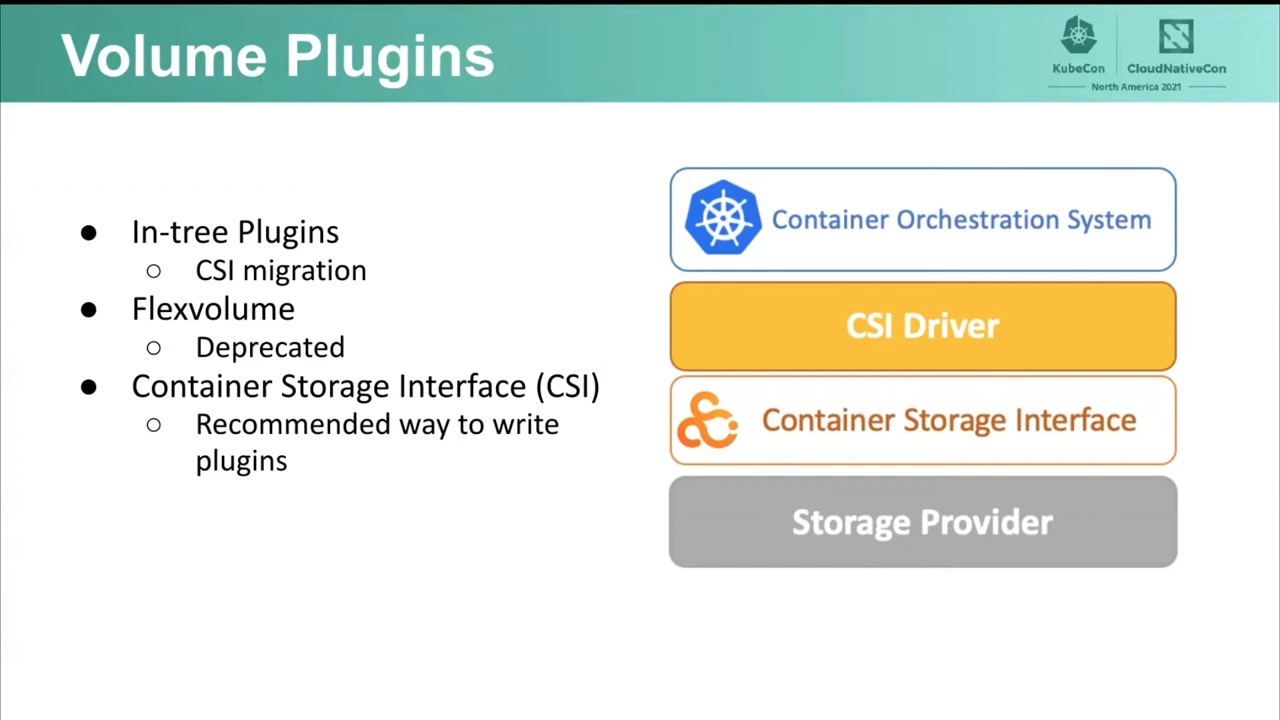 Volume Plugins
KubeCon
CloudNativeCon
North America 2021
● In-tree Plugins
○ CSI migration
● Flexvolume
○ Deprecated
● Container Storage Interface (CSI)
○ Recommended way to write
plugins
Container Orchestration System
CSI Driver
Container Storage Interface
Storage Provider